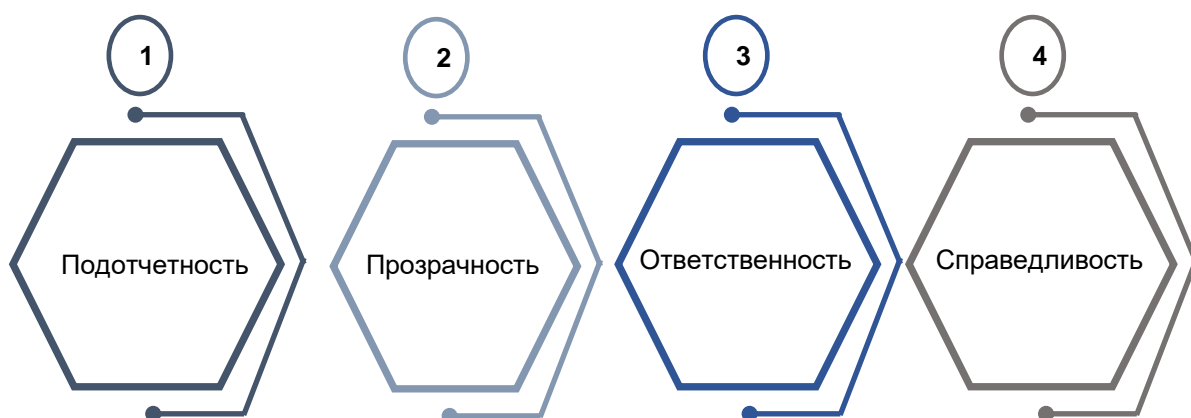 1
2
3
4
Подотчетность
Прозрачность
Ответственность
Справедливость